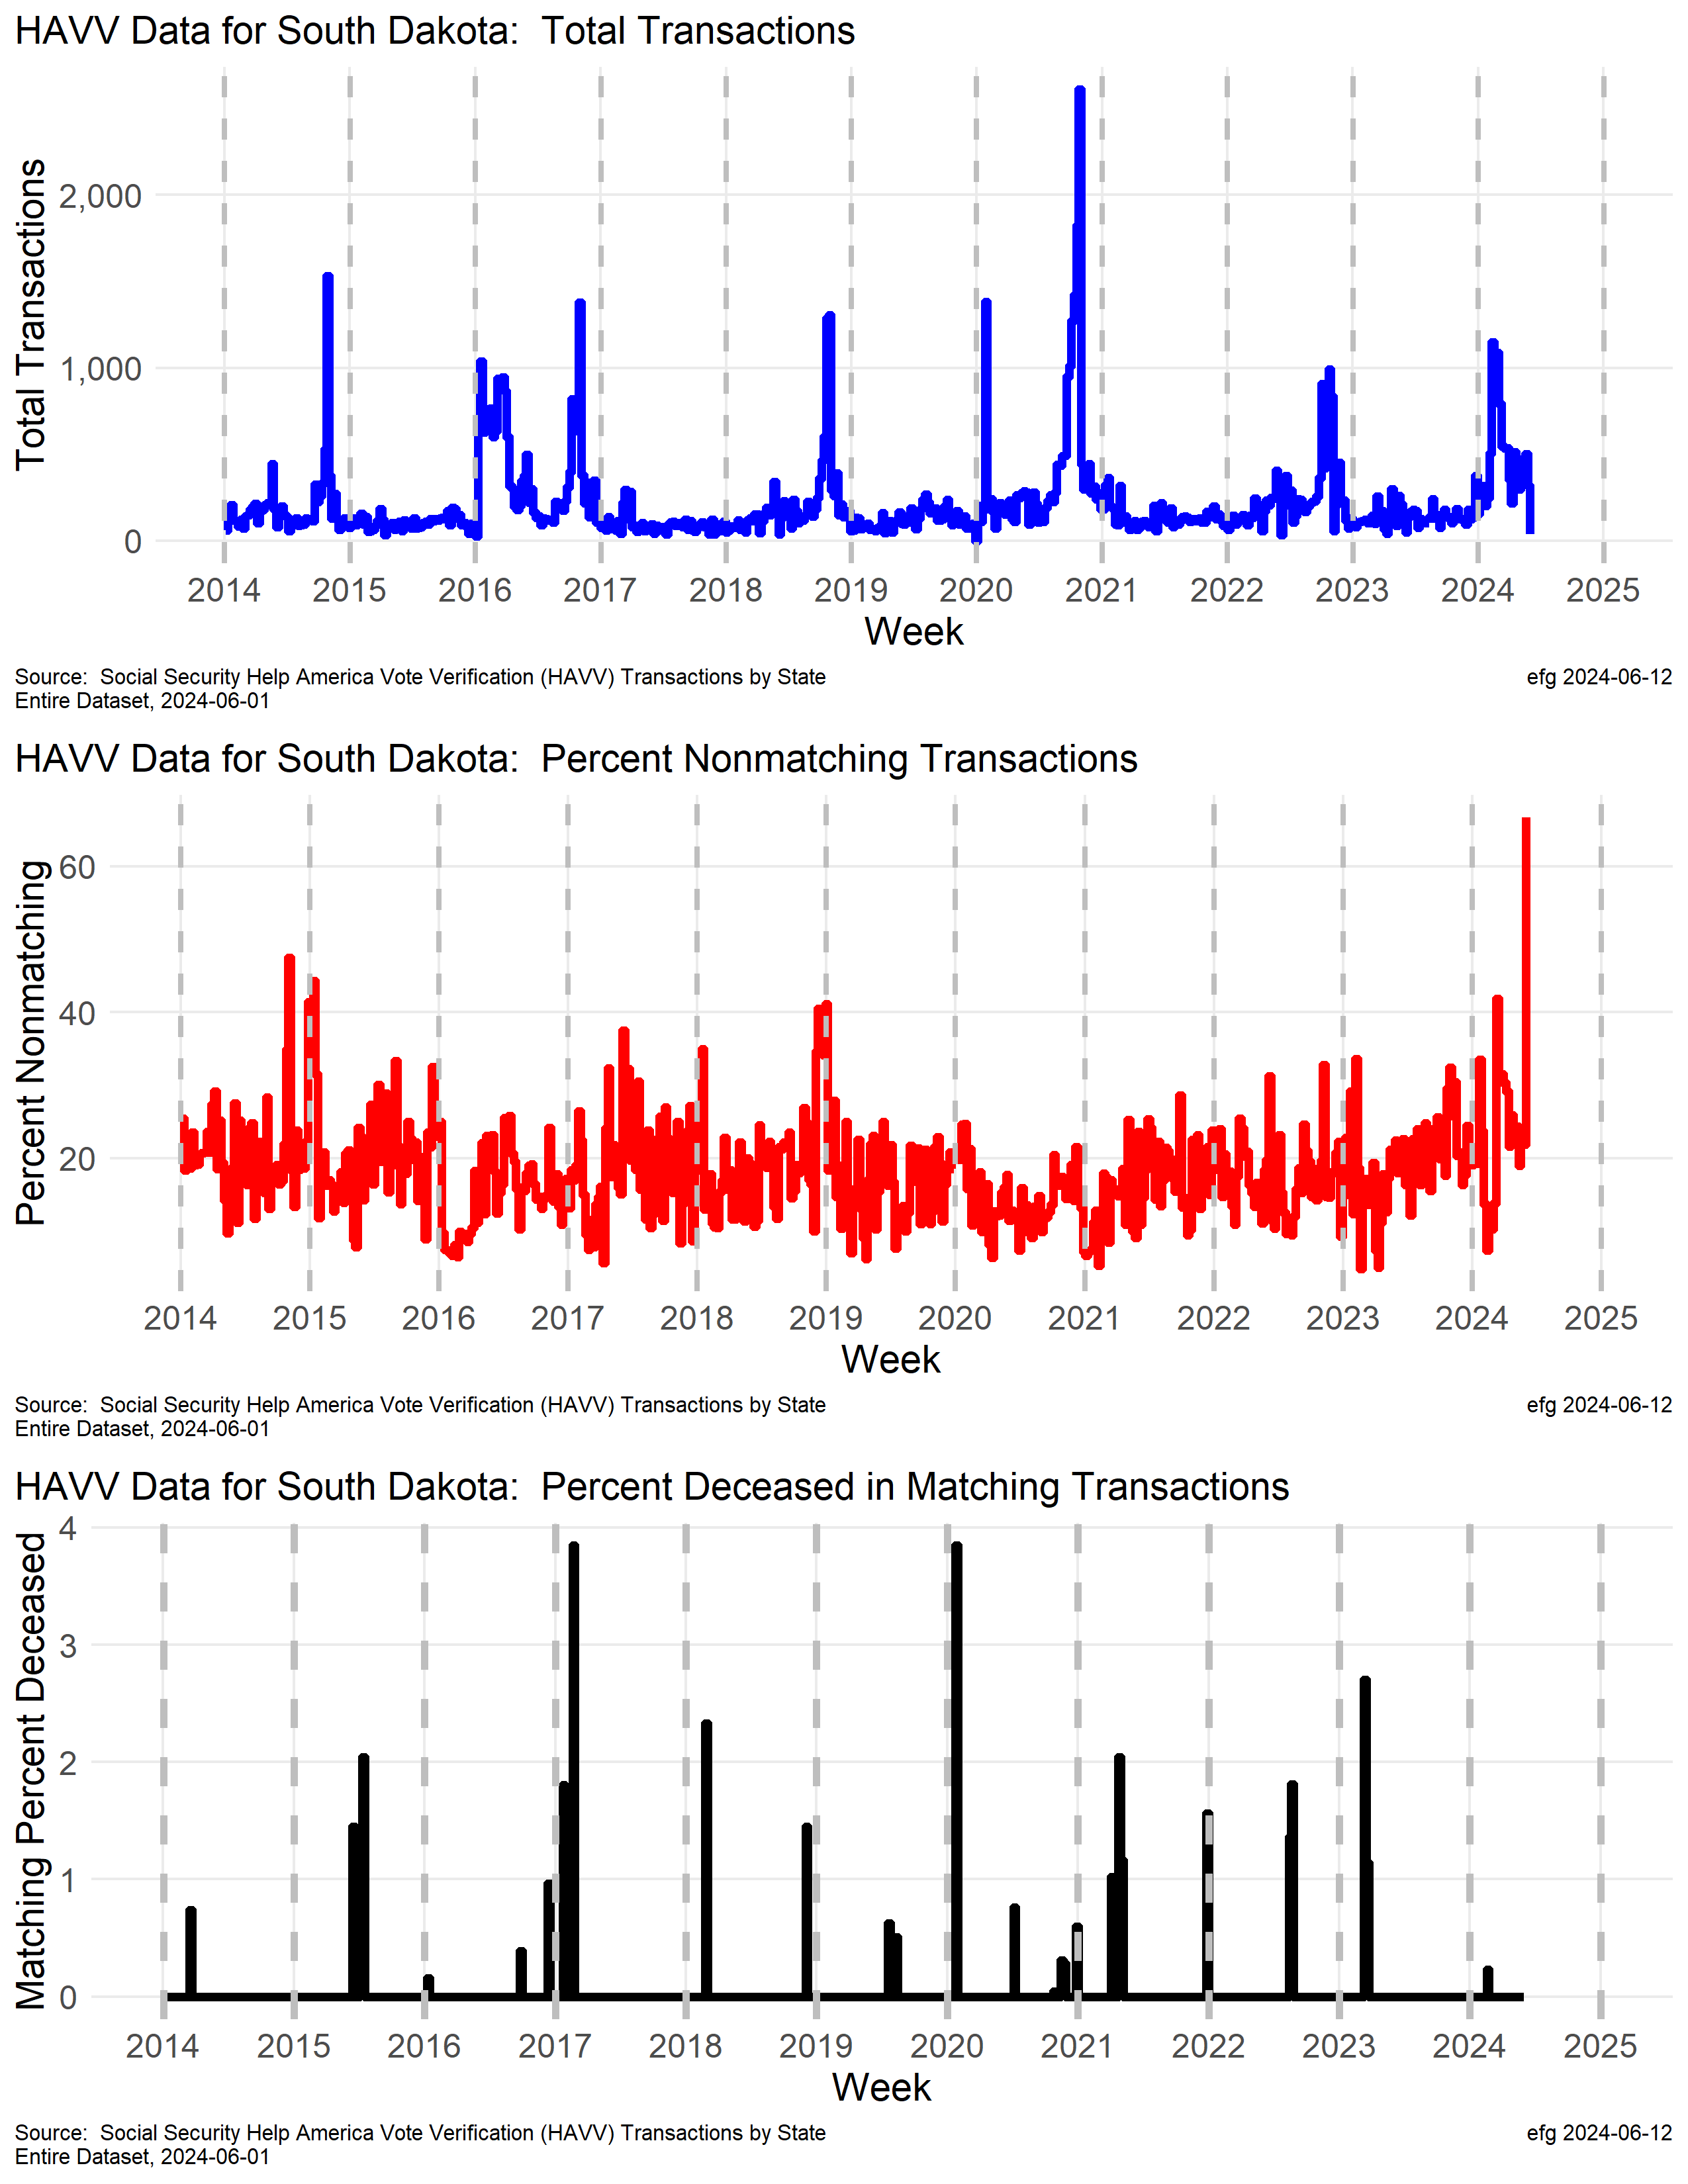 HAVV Data for South Dakota:  Total Transactions
Total Transactions
2,000
1,000
0
2014 2015 2016 2017 2018 2019 2020 2021 2022 2023 2024 2025
Week
Source:  Social Security Help America Vote Verification (HAVV) Transactions by State
Entire Dataset, 2024-06-01
efg 2024-06-12
HAVV Data for South Dakota:  Percent Nonmatching Transactions
Percent Nonmatching
60
40
20
2014 2015 2016 2017 2018 2019 2020 2021 2022 2023 2024 2025
Week
Source:  Social Security Help America Vote Verification (HAVV) Transactions by State
Entire Dataset, 2024-06-01
efg 2024-06-12
HAVV Data for South Dakota:  Percent Deceased in Matching Transactions
Matching Percent Deceased
4
3
2
1
0
2014 2015 2016 2017 2018 2019 2020 2021 2022 2023 2024 2025
Week
Source:  Social Security Help America Vote Verification (HAVV) Transactions by State
Entire Dataset, 2024-06-01
efg 2024-06-12